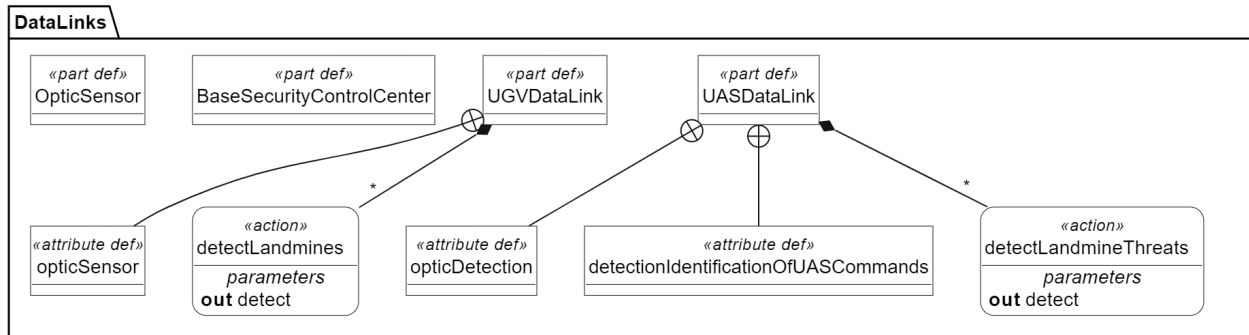 DataLinks
«part def»
OpticSensor
«part def»
BaseSecurityControlCenter
«part def»
UGVDataLink
«part def»
UASDataLink
*
*
«attribute def»
opticSensor
«action»
detectLandmines
parameters
out detect
«attribute def»
opticDetection
«attribute def»
detectionIdentificationOfUASCommands
«action»
detectLandmineThreats
parameters
out detect